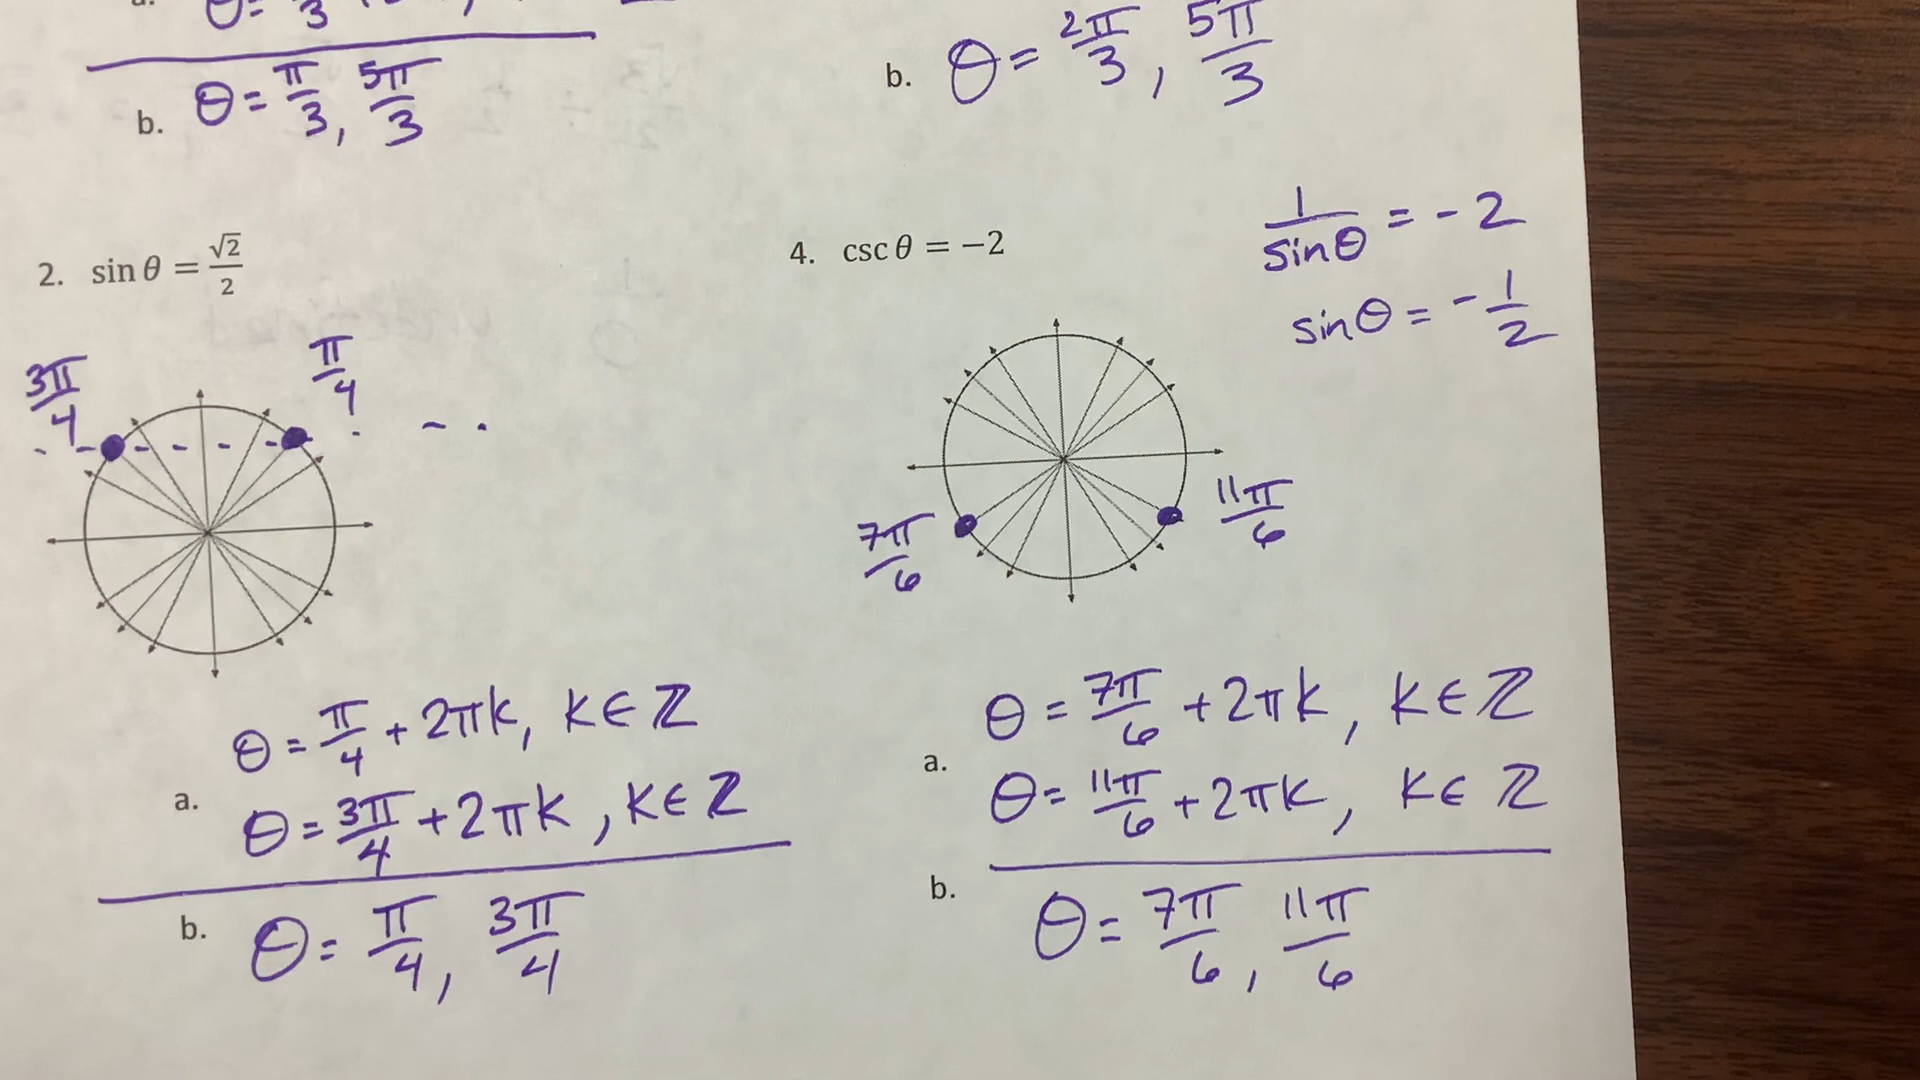 a. θ = π/3
b. θ = π/3, 5π/3
2. sin θ = √2/2
3π/4
π/4
θ = π/4 + 2πk, k ∈ ℤ
a. θ = 3π/4 + 2πk, k ∈ ℤ
b. θ = π/4, 3π/4
b. θ = 2π/3, 5π/3
4. csc θ = −2
1/sinθ = -2
sinθ = -1/2
7π/6
11π/6
θ = 7π/6 + 2πk, k ∈ ℤ
a.
θ = 11π/6 + 2πk, k ∈ ℤ
b. θ = 7π/6, 11π/6